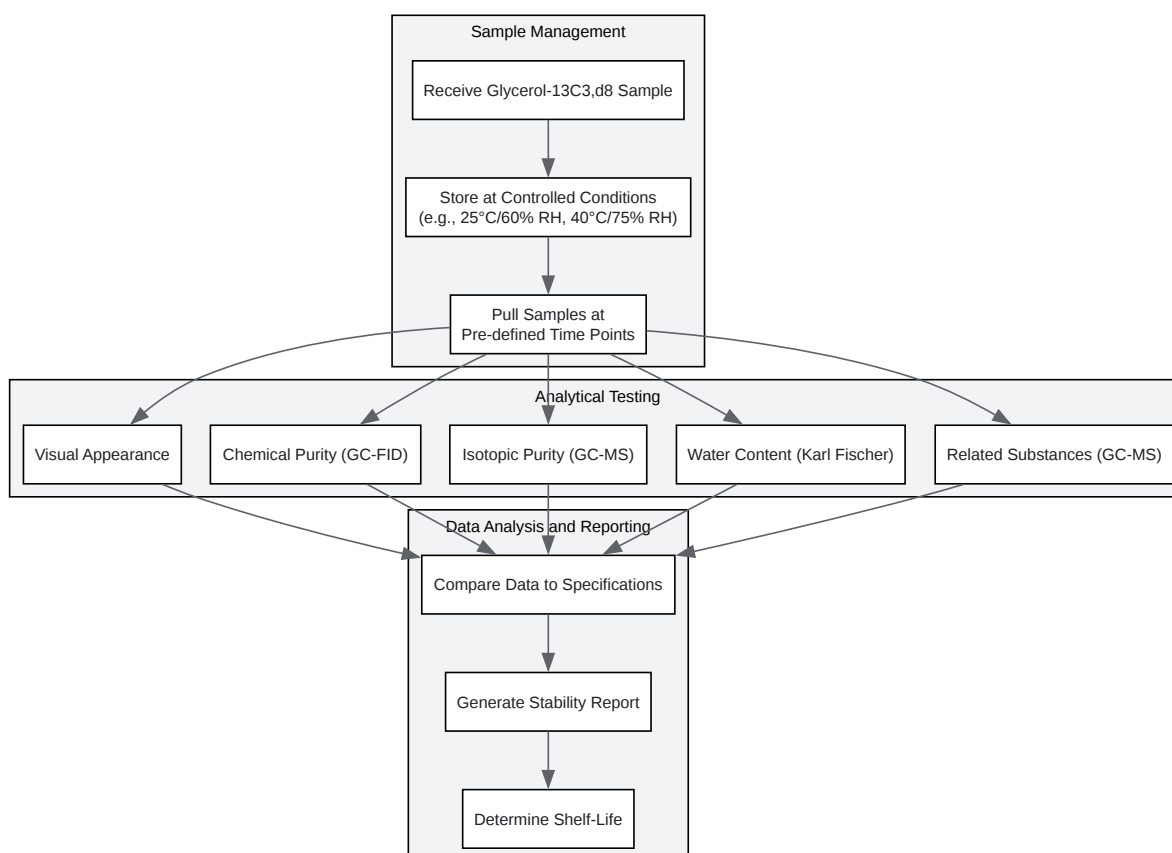 Sample Management
Receive Glycerol-13C3,d8 Sample
Store at Controlled Conditions
(e.g., 25°C/60% RH, 40°C/75% RH)
Pull Samples at
Pre-defined Time Points
Analytical Testing
Visual Appearance
Chemical Purity (GC-FID)
Isotopic Purity (GC-MS)
Water Content (Karl Fischer)
Related Substances (GC-MS)
Data Analysis and Reporting
Compare Data to Specifications
Generate Stability Report
Determine Shelf-Life